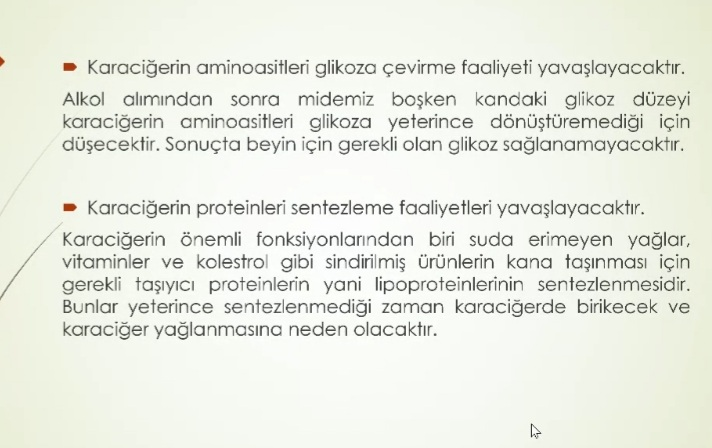 Karaciğerin aminoasitleri glikoza çevirme faaliyeti yavaşlayacaktır.
Alkol alımından sonra midemiz boşken kandaki glikoz düzeyi
karaciğerin aminoasitleri glikoza yeterince dönüştüremediği için
düşecektir. Sonuçta beyin için gerekli olan glikoz sağlanamayacaktır.
Karaciğerin proteinleri sentezleme faaliyetleri yavaşlayacaktır.
Karaciğerin önemli fonksiyonlarından biri suda erimeyen yağlar,
vitaminler ve kolestrol gibi sindirilmiş ürünlerin kana taşınması için
gerekli taşıyıcı proteinlerin yani lipoproteinlerinin sentezlenmesidir.
Bunlar yeterince sentezlenmediği zaman karaciğerde birikecek ve
karaciğer yağlanmasına neden olacaktır.